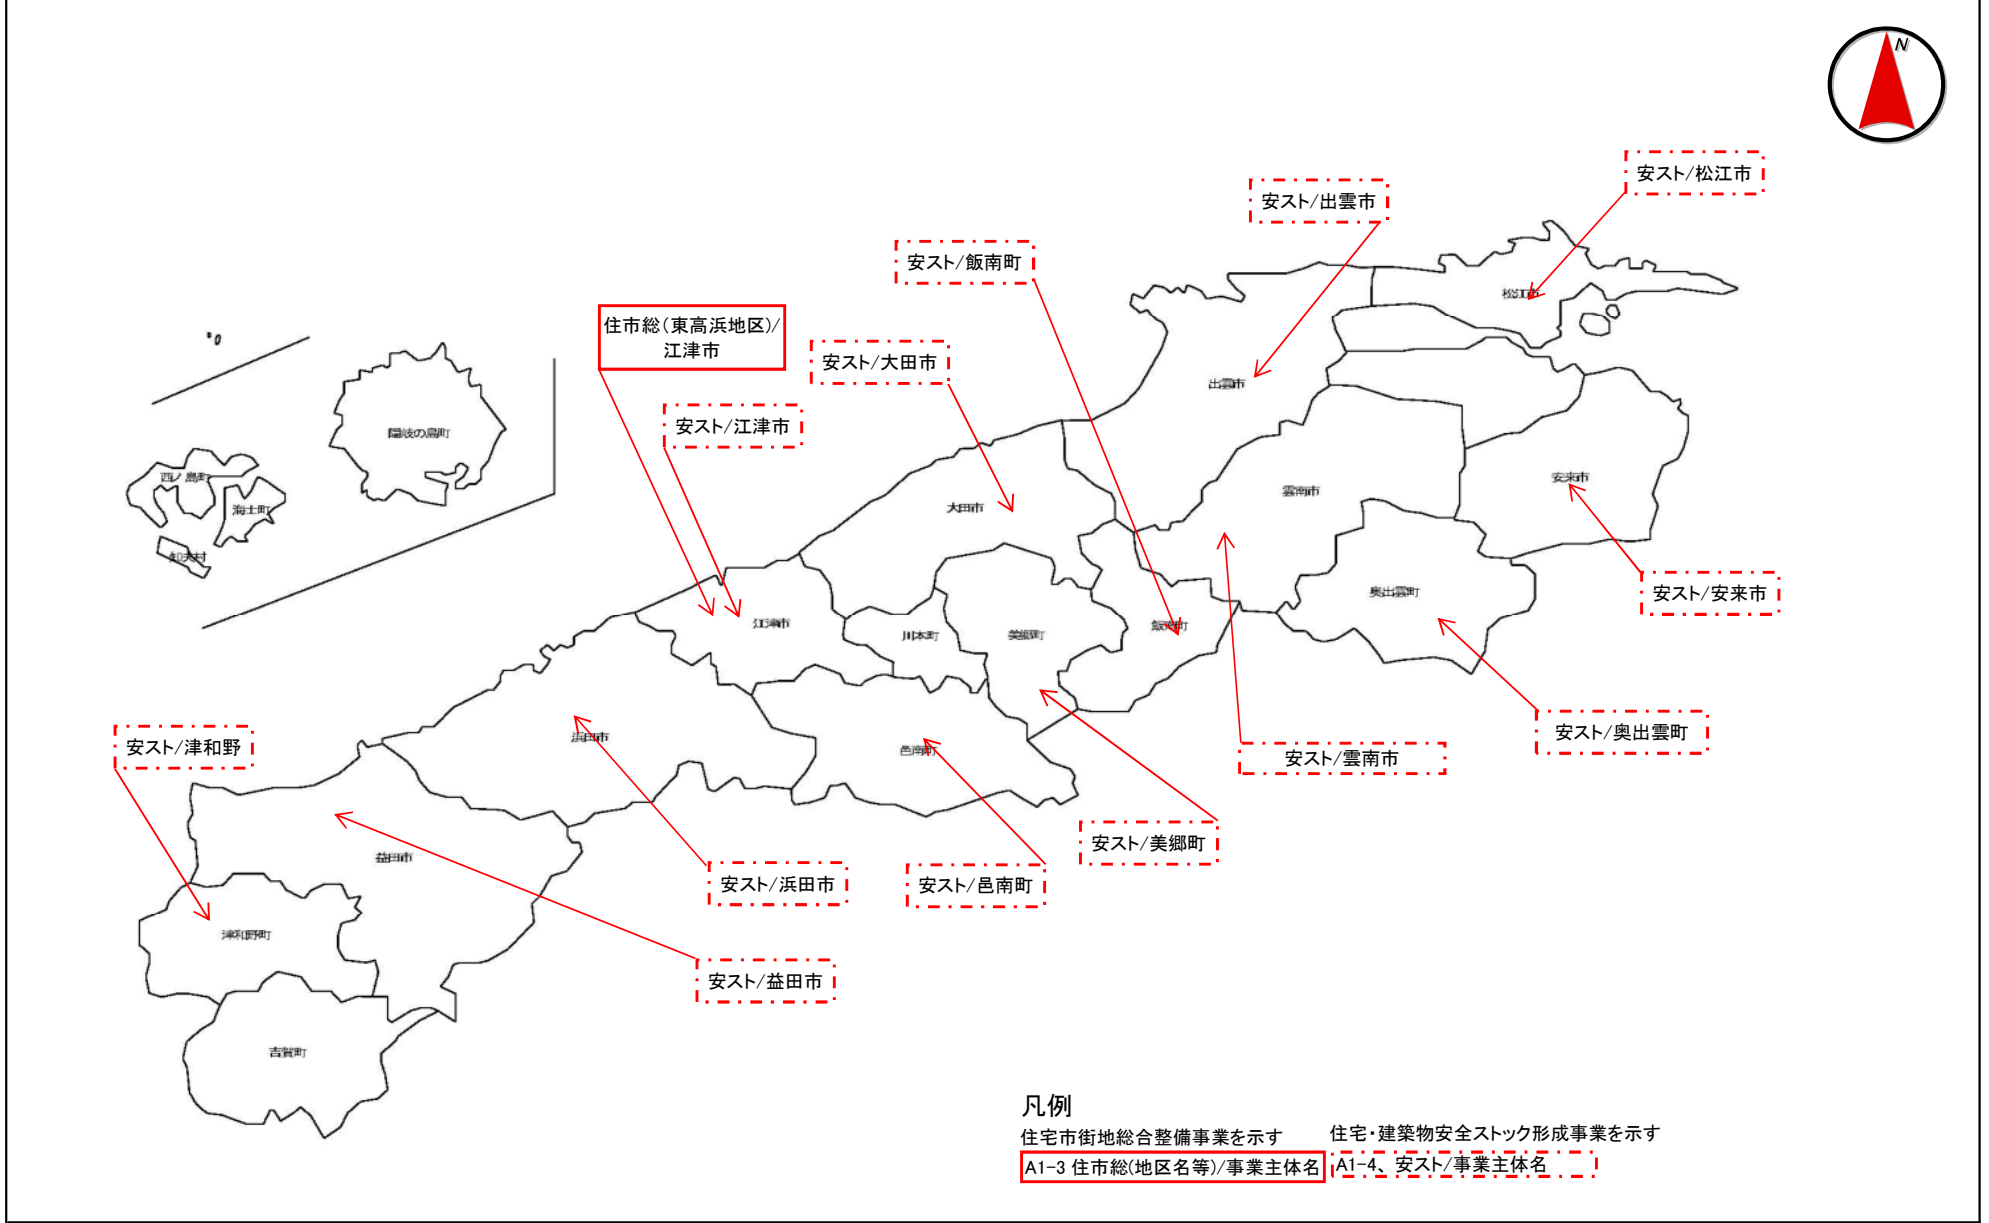 N
安スト/松江市
安スト/出雲市
安スト/飯南町
住市総(東高浜地区)/
江津市
安スト/大田市
安スト/江津市
松江市
出雲市
隠岐の島町
西ノ島町
海士町
知夫村
安来市
雲南市
大田市
奥出雲町
安スト/安来市
江津市
川本町
美郷町
飯南町
安スト/奥出雲町
安スト/津和野
浜田市
邑南町
安スト/雲南市
安スト/美郷町
益田市
安スト/浜田市
安スト/邑南町
津和野町
安スト/益田市
吉賀町
凡例
住宅市街地総合整備事業を示す
住宅・建築物安全ストック形成事業を示す
A1-3 住市総(地区名等)/事業主体名
A1-4、安スト/事業主体名